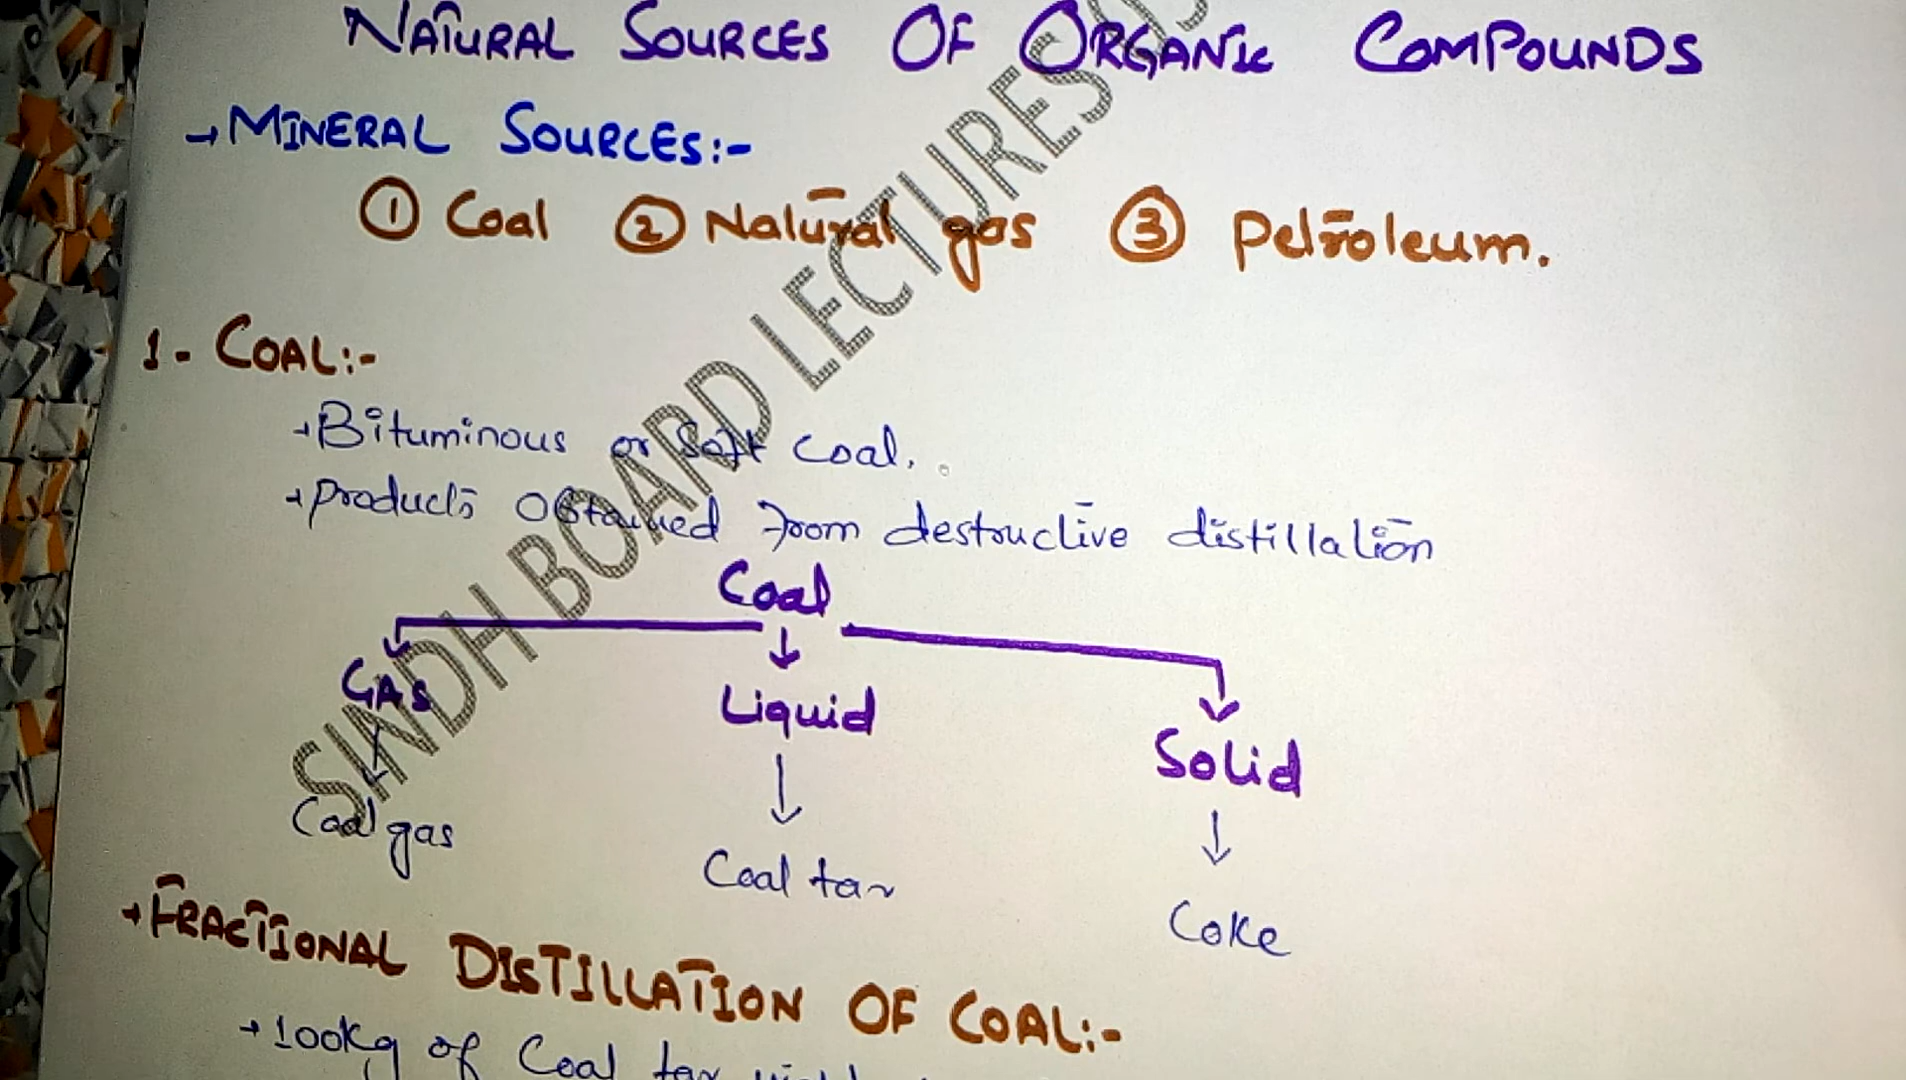 NATURAL SOURCES OF ORGANIC COMPOUNDS
→ MINERAL SOURCES:-
① Coal ② Natural gas ③ Petroleum.
1- COAL:-
→ Bituminous or Soft Coal.
→ Products Obtained from destructive distillation
Coal
GAS Liquid Solid
Coal gas Coal tar Coke
→ FRACTIONAL DISTILLATION OF COAL:-
→ 100kg of Coal tar
SINDH BOARD LECTURES